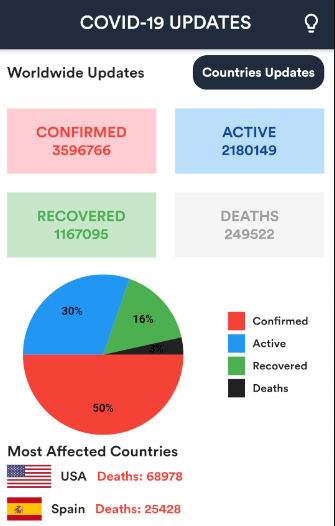 COVID-19 UPDATES
Worldwide Updates
Countries Updates
CONFIRMED
3596766
ACTIVE
2180149
RECOVERED
1167095
DEATHS
249522
30%
16%
3%
50%
Confirmed
Active
Recovered
Deaths
Most Affected Countries
USA Deaths: 68978
Spain Deaths: 25428